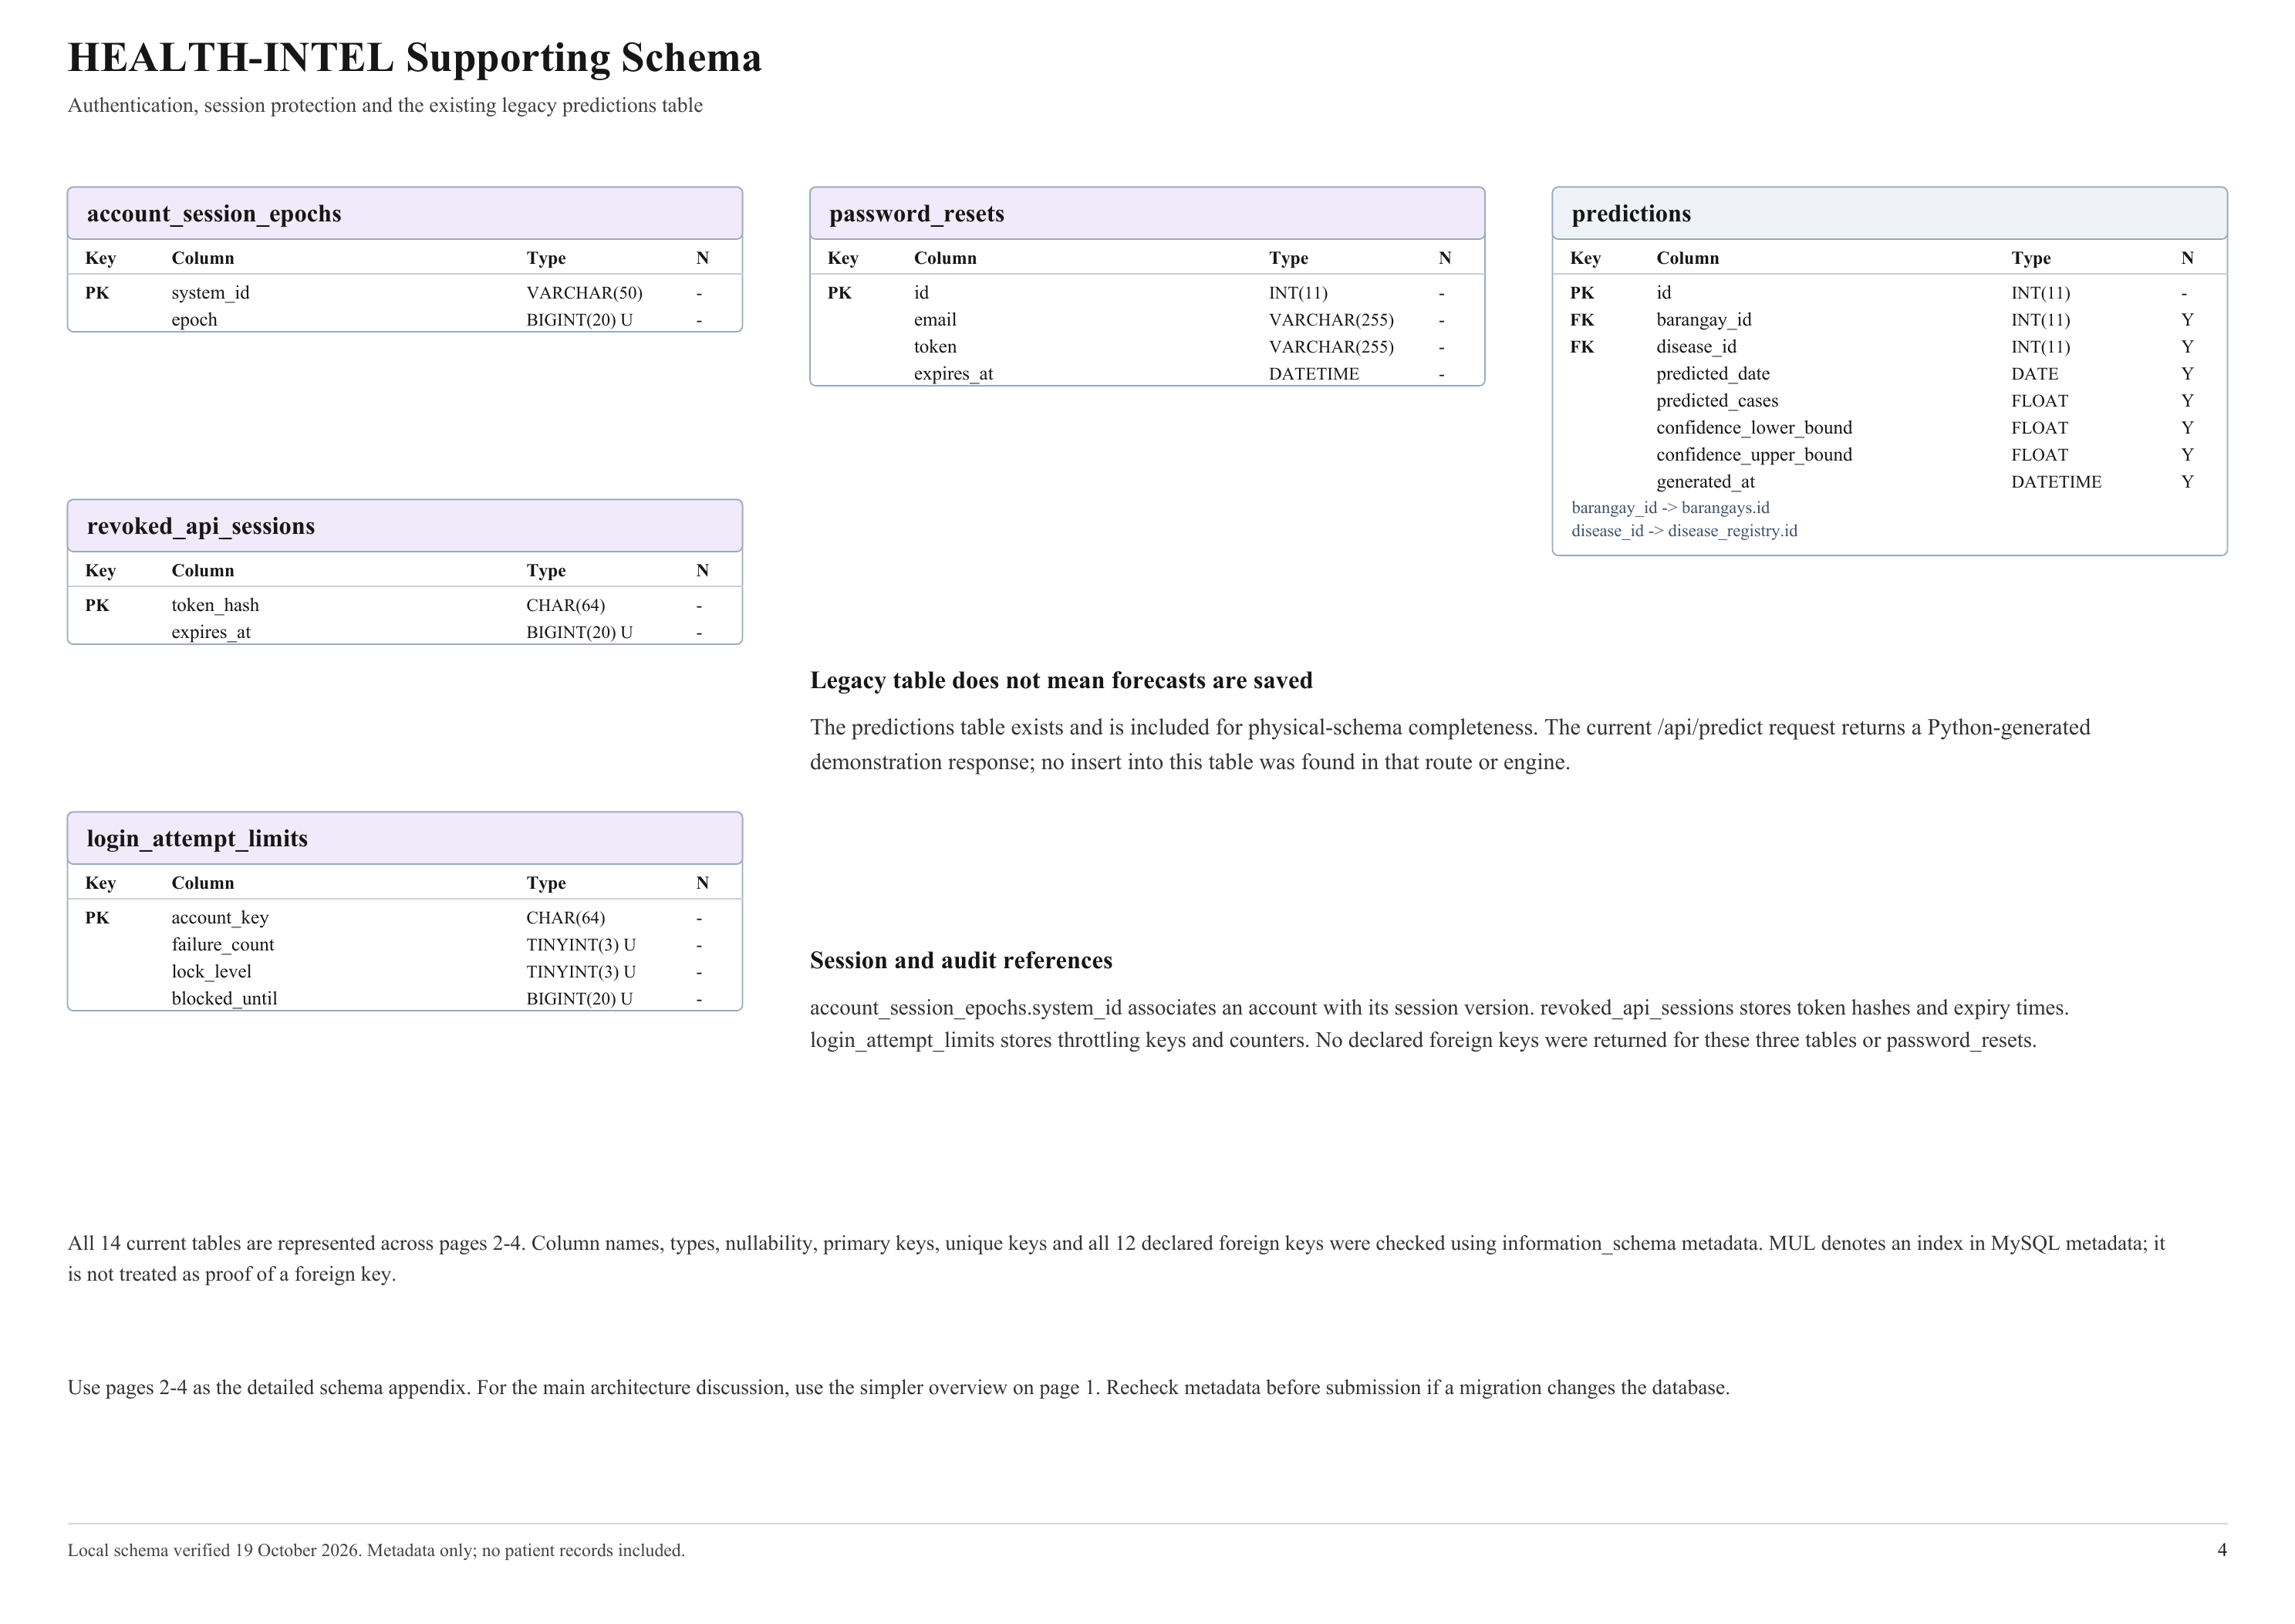 HEALTH-INTEL Supporting Schema
Authentication, session protection and the existing legacy predictions table
account_session_epochs
Key Column Type N
PK system_id VARCHAR(50) -
epoch BIGINT(20) U -
revoked_api_sessions
Key Column Type N
PK token_hash CHAR(64) -
expires_at BIGINT(20) U -
login_attempt_limits
Key Column Type N
PK account_key CHAR(64) -
failure_count TINYINT(3) U -
lock_level TINYINT(3) U -
blocked_until BIGINT(20) U -
password_resets
Key Column Type N
PK id INT(11) -
email VARCHAR(255) -
token VARCHAR(255) -
expires_at DATETIME -
predictions
Key Column Type N
PK id INT(11) -
FK barangay_id INT(11) Y
FK disease_id INT(11) Y
predicted_date DATE Y
predicted_cases FLOAT Y
confidence_lower_bound FLOAT Y
confidence_upper_bound FLOAT Y
generated_at DATETIME Y
barangay_id -> barangays.id
disease_id -> disease_registry.id
Legacy table does not mean forecasts are saved
The predictions table exists and is included for physical-schema completeness. The current /api/predict request returns a Python-generated
demonstration response; no insert into this table was found in that route or engine.
Session and audit references
account_session_epochs.system_id associates an account with its session version. revoked_api_sessions stores token hashes and expiry times.
login_attempt_limits stores throttling keys and counters. No declared foreign keys were returned for these three tables or password_resets.
All 14 current tables are represented across pages 2-4. Column names, types, nullability, primary keys, unique keys and all 12 declared foreign keys were checked using information_schema metadata. MUL denotes an index in MySQL metadata; it
is not treated as proof of a foreign key.
Use pages 2-4 as the detailed schema appendix. For the main architecture discussion, use the simpler overview on page 1. Recheck metadata before submission if a migration changes the database.
Local schema verified 19 October 2026. Metadata only; no patient records included.
4